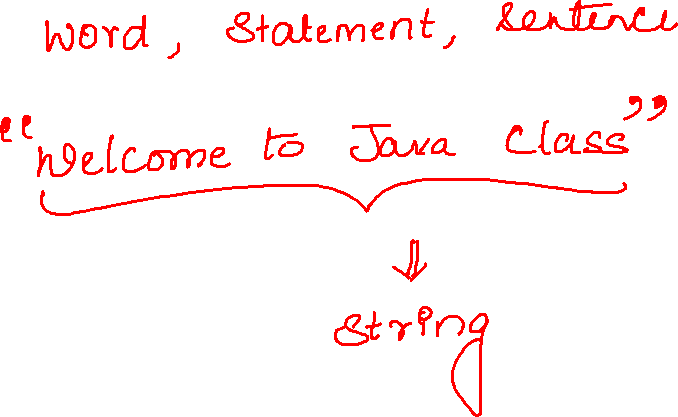 Word, Statement, Sentence
"Welcome to Java Class"
String